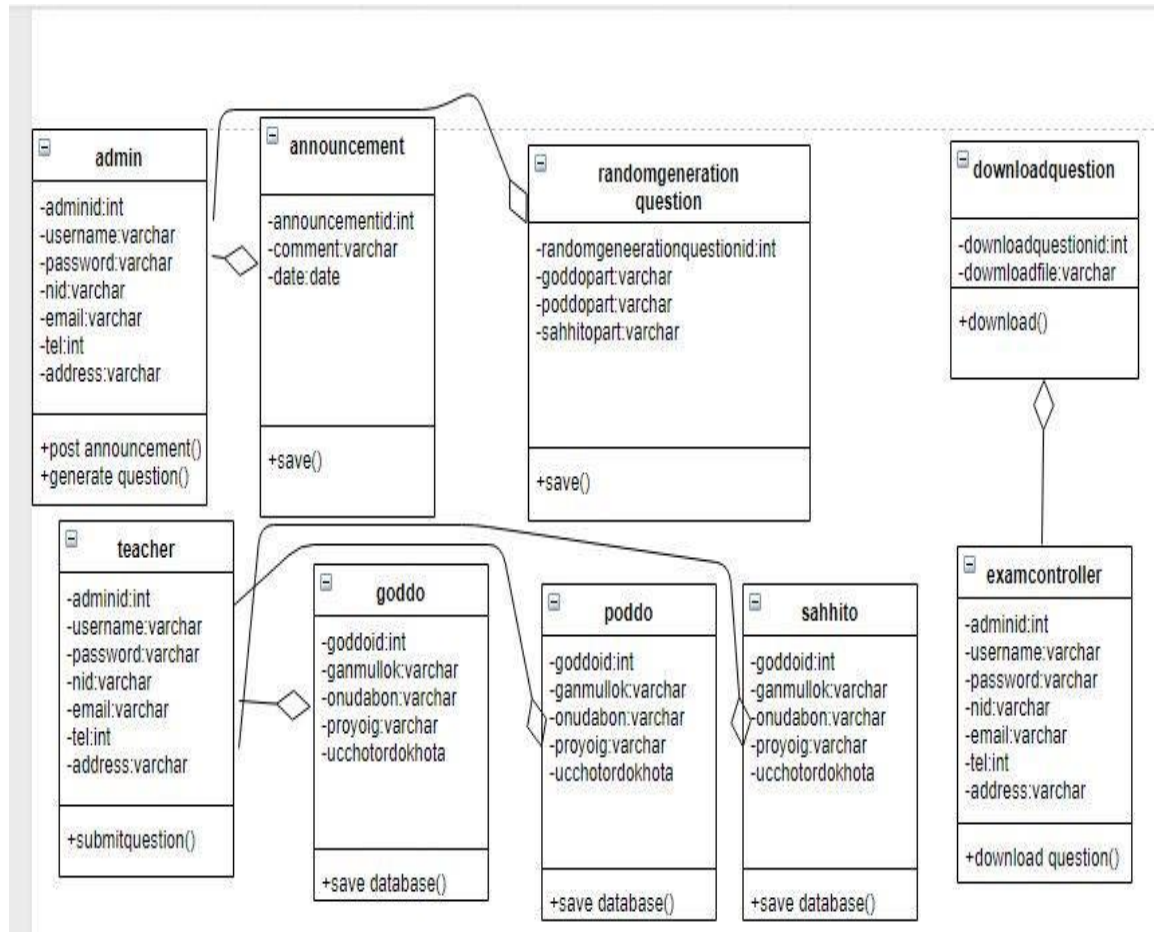 admin
-adminid:int
-username:varchar
-password:varchar
-nid:varchar
-email:varchar
-tel:int
-address:varchar
+post announcement()
+generate question()
announcement
-announcementid:int
-comment:varchar
-date:date
+save()
randomgeneration
question
-randomgeneerationquestionid:int
-goddopart:varchar
-poddopart:varchar
-sahhitopart:varchar
+save()
downloadquestion
-downloadquestionid:int
-dowmloadfile:varchar
+download()
teacher
-adminid:int
-username:varchar
-password:varchar
-nid:varchar
-email:varchar
-tel:int
-address:varchar
+submitquestion()
goddo
-goddoid:int
-ganmullok:varchar
-onudabon:varchar
-proyoig:varchar
-ucchotordokhota
+save database()
poddo
-goddoid:int
-ganmullok:varchar
-onudabon:varchar
-proyoig:varchar
-ucchotordokhota
+save database()
sahhito
-goddoid:int
-ganmullok:varchar
-onudabon:varchar
-proyoig:varchar
-ucchotordokhota
+save database()
examcontroller
-adminid:int
-username:varchar
-password:varchar
-nid:varchar
-email:varchar
-tel:int
-address:varchar
+download question()